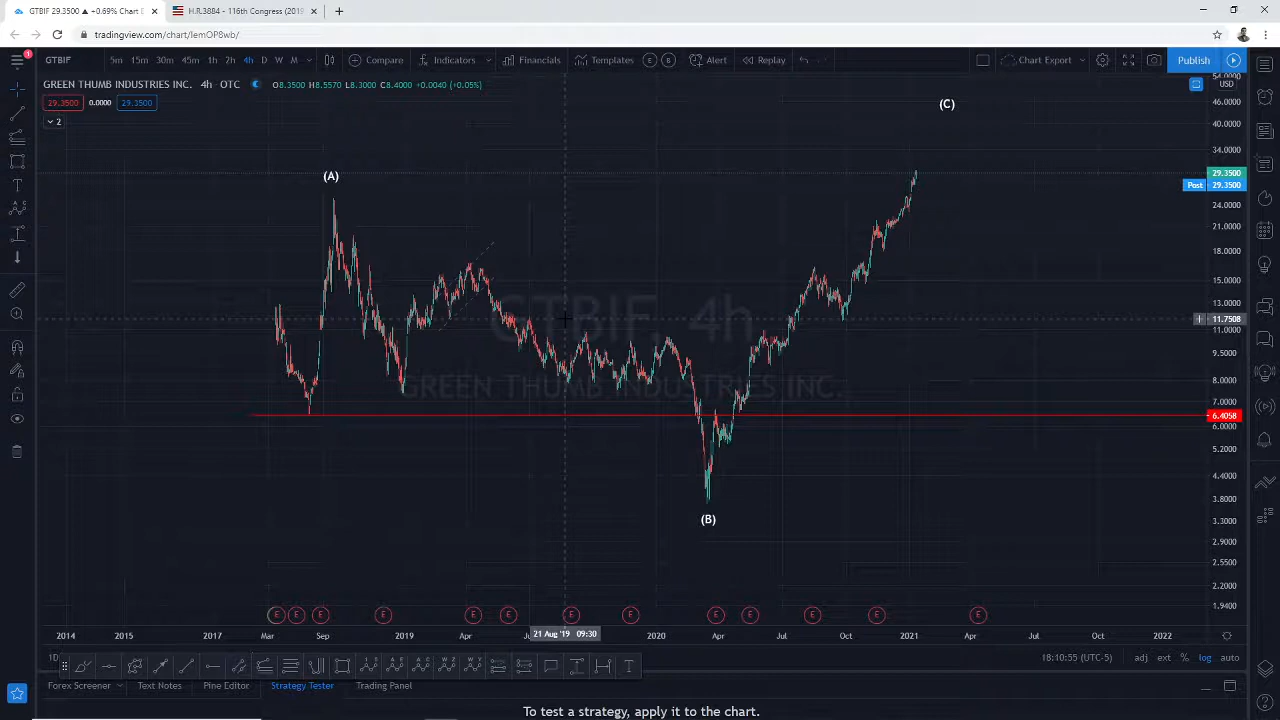 GTBIF 29.3500 ▲ +0.69% Chart E
H.R.3884 - 116th Congress (2019
tradingview.com/chart/IemOP8wb/
GTBIF 5m 15m 30m 45m 1h 2h 4h D W M Compare Indicators Financials Templates E B Alert Replay Chart Export Publish
GREEN THUMB INDUSTRIES INC. 4h OTC O8.3500 H8.5570 L8.3000 C8.4000 +0.0040 (+0.05%)
29.3500 0.0000 29.3500
2
54.0000
USD
46.0000
40.0000
34.0000
29.3500
Post 29.3500
24.0000
21.0000
18.0000
15.0000
13.0000
11.7508
11.0000
9.5000
8.0000
7.0000
6.4058
6.0000
5.2000
4.4000
3.8000
3.3000
2.9000
2.5500
2.2000
1.9400
(A)
(B)
(C)
GTBIF, 4h
GREEN THUMB INDUSTRIES INC.
E E E E E E E E E E E E E
2014 2015 2017 Mar Sep 2019 Apr 21 Aug '19 09:30 2020 Apr Jul Oct 2021 Apr Jul Oct 2022
18:10:55 (UTC-5) adj ext % log auto
Forex Screener Text Notes Pine Editor Strategy Tester Trading Panel
To test a strategy, apply it to the chart.